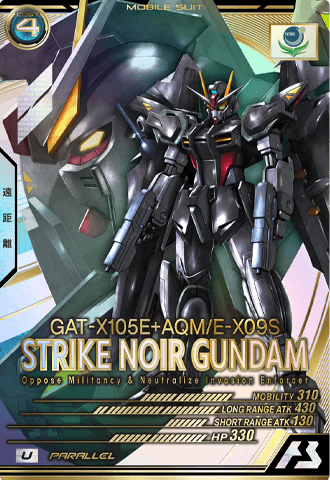 MOBILE SUIT
4
遠距離
GAT-X105E+AQM/E-X09S
STRIKE NOIR GUNDAM
Oppose Militancy & Neutralize Invasion Enforcer
MOBILITY 310
LONG RANGE ATK 430
SHORT RANGE ATK 130
HP 330
U PARALLEL